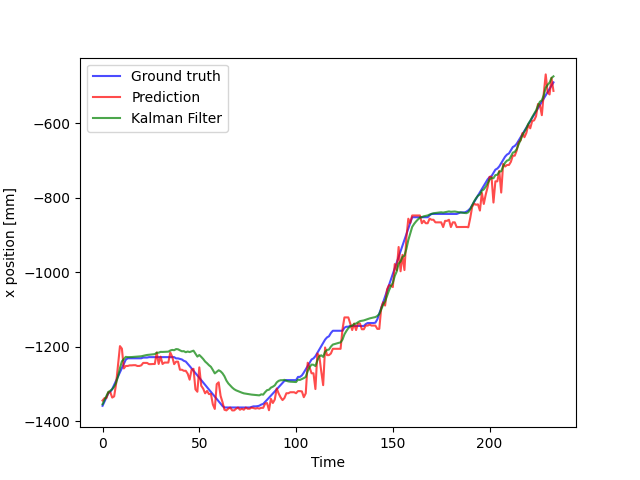 Ground truth
Prediction
Kalman Filter
−600
−800
−1000
−1200
−1400
x position [mm]
0 50 100 150 200
Time